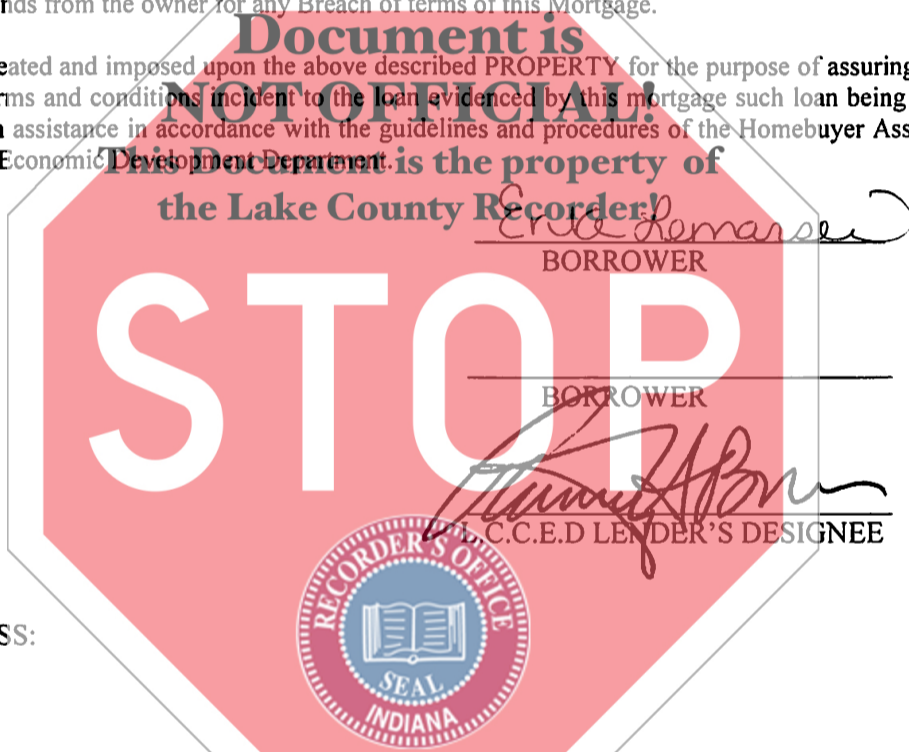 nds from the owner for any Breach of terms of this Mortgage.
Document is
eated and imposed upon the above described PROPERTY for the purpose of assuring
NOT OFFICIAL!
rms and conditions incident to the loan evidenced by this mortgage such loan being
assistance in accordance with the guidelines and procedures of the Homebuyer Ass
Economic Development Department.
This Document is the property of
the Lake County Recorder!
BORROWER
STOP
BORROWER
L.C.C.E.D LENDER'S DESIGNEE
RECORDER'S OFFICE
SEAL
INDIANA
SS: